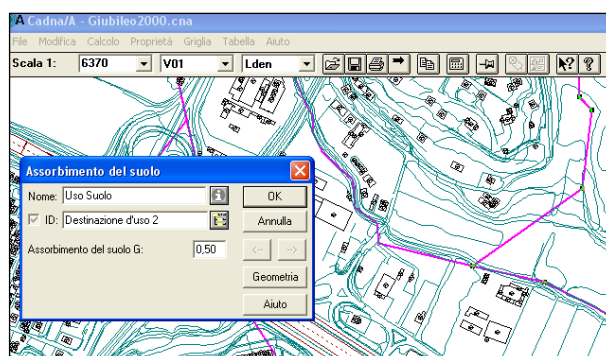 Cadna/A - Giubileo2000.cna
File Modifica Calcolo Proprietà Griglia Tabella Aiuto
Scala 1: 6370 V01 Lden
Assorbimento del suolo
Nome: Uso Suolo
OK
ID: Destinazione d'uso 2
Annulla
Assorbimento del suolo G: 0,50
<-- -->
Geometria
Aiuto